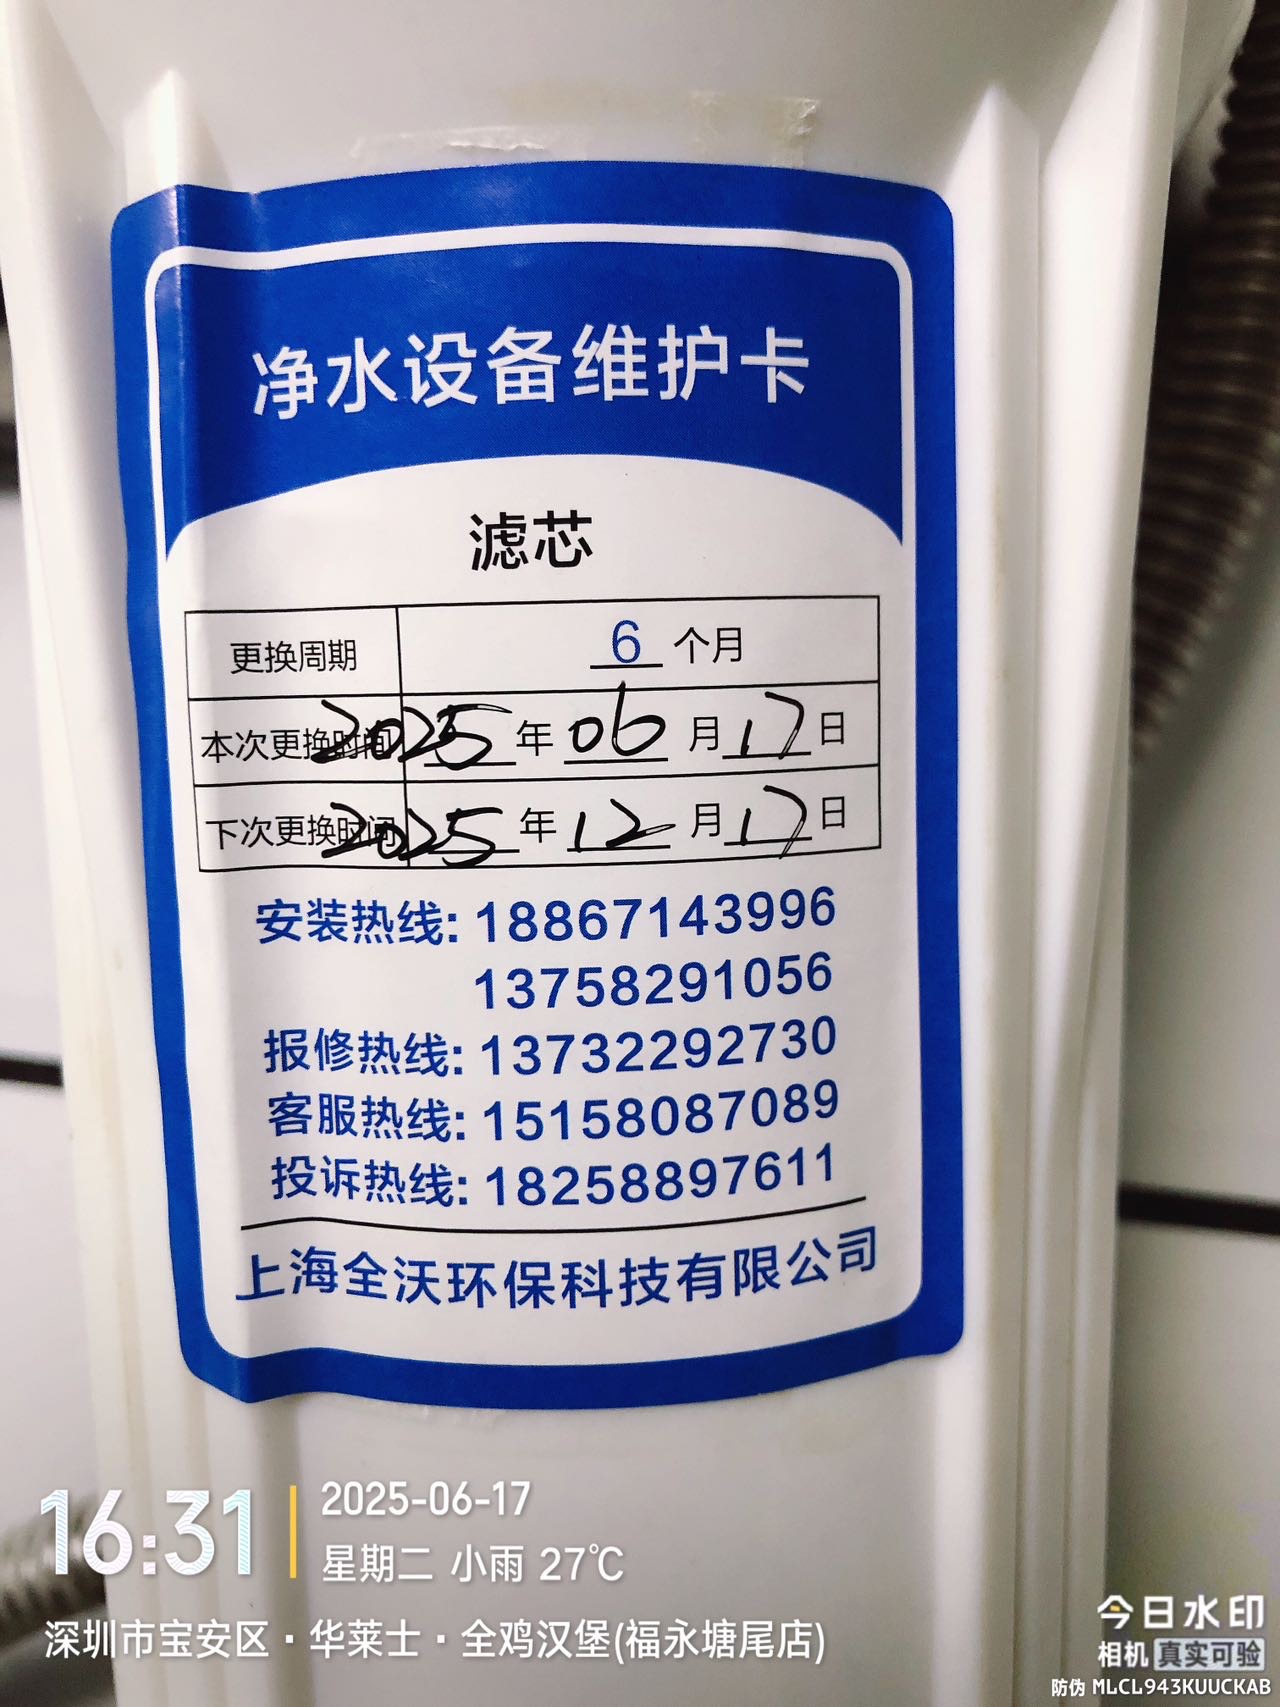 净水设备维护卡
滤芯
更换周期 6 个月
本次更换时间 2025 年 06 月 17 日
下次更换时间 2025 年 12 月 17 日
安装热线: 18867143996
13758291056
报修热线: 13732292730
客服热线: 15158087089
投诉热线: 18258897611
上海全沃环保科技有限公司
16:31
2025-06-17
星期二 小雨 27℃
深圳市宝安区·华莱士·全鸡汉堡(福永塘尾店)
今日水印
相机 真实可验
防伪 MLCL943KUUCKAB